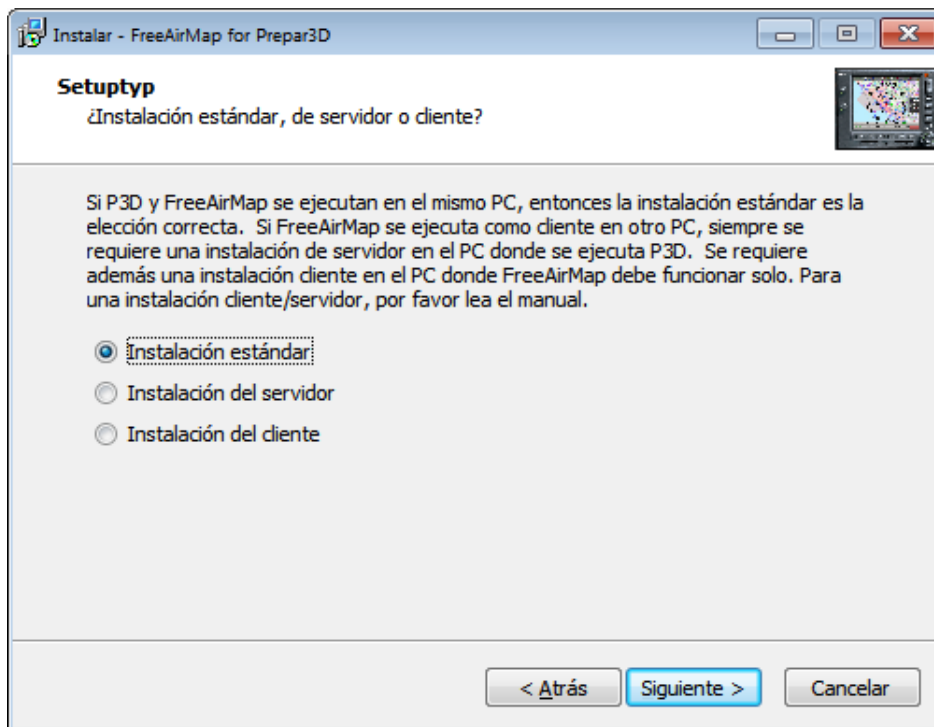 Instalar - FreeAirMap for Prepar3D
Setuptyp
¿Instalación estándar, de servidor o cliente?
Si P3D y FreeAirMap se ejecutan en el mismo PC, entonces la instalación estándar es la
elección correcta.  Si FreeAirMap se ejecuta como cliente en otro PC, siempre se
requiere una instalación de servidor en el PC donde se ejecuta P3D.  Se requiere
además una instalación cliente en el PC donde FreeAirMap debe funcionar solo. Para
una instalación cliente/servidor, por favor lea el manual.
Instalación estándar
Instalación del servidor
Instalación del cliente
< Atrás
Siguiente >
Cancelar